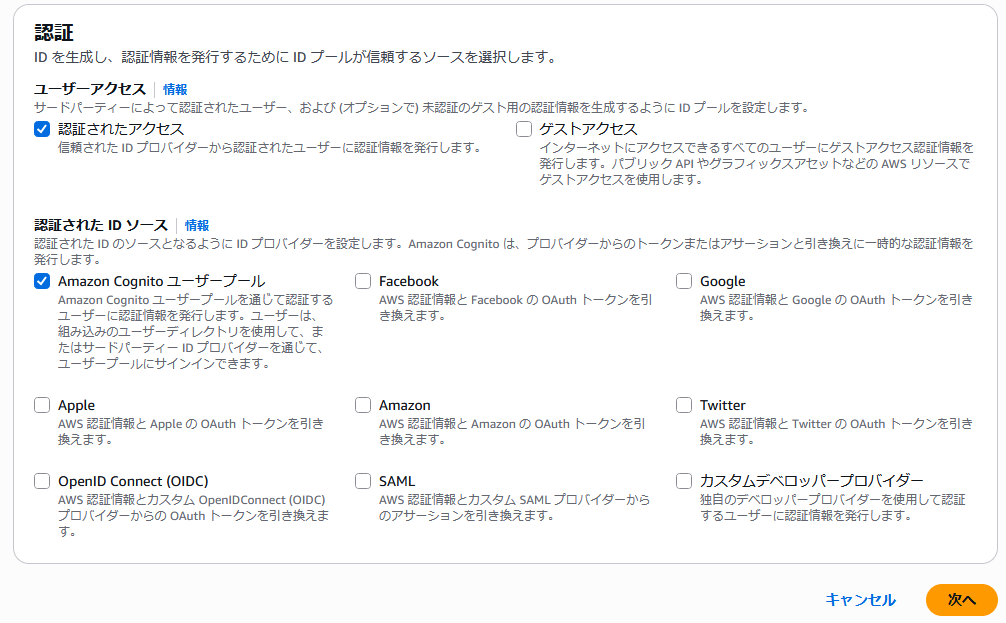 認証
ID を生成し、認証情報を発行するために ID プールが信頼するソースを選択します。
ユーザーアクセス 情報
サードパーティーによって認証されたユーザー、および (オプションで) 未認証のゲスト用の認証情報を生成するように ID プールを設定します。
認証されたアクセス
信頼された ID プロバイダーから認証されたユーザーに認証情報を発行します。
ゲストアクセス
インターネットにアクセスできるすべてのユーザーにゲストアクセス認証情報を
発行します。パブリック API やグラフィックスアセットなどの AWS リソースで
ゲストアクセスを使用します。
認証された ID ソース 情報
認証された ID のソースとなるように ID プロバイダーを設定します。Amazon Cognito は、プロバイダーからのトークンまたはアサーションと引き換えに一時的な認証情報を
発行します。
Amazon Cognito ユーザープール
Amazon Cognito ユーザープールを通じて認証する
ユーザーに認証情報を発行します。ユーザーは、
組み込みのユーザーディレクトリを使用して、ま
たはサードパーティー ID プロバイダーを通じて、
ユーザープールにサインインできます。
Facebook
AWS 認証情報と Facebook の OAuth トークンを引
き換えます。
Google
AWS 認証情報と Google の OAuth トークンを引き
換えます。
Apple
AWS 認証情報と Apple の OAuth トークンを引き
換えます。
Amazon
AWS 認証情報と Amazon の OAuth トークンを引
き換えます。
Twitter
AWS 認証情報と Twitter の OAuth トークンを引き
換えます。
OpenID Connect (OIDC)
AWS 認証情報とカスタム OpenIDConnect (OIDC)
プロバイダーからの OAuth トークンを引き換えま
す。
SAML
AWS 認証情報とカスタム SAML プロバイダーから
のアサーションを引き換えます。
カスタムデベロッパープロバイダー
独自のデベロッパープロバイダーを使用して認証
するユーザーに認証情報を発行します。
キャンセル
次へ